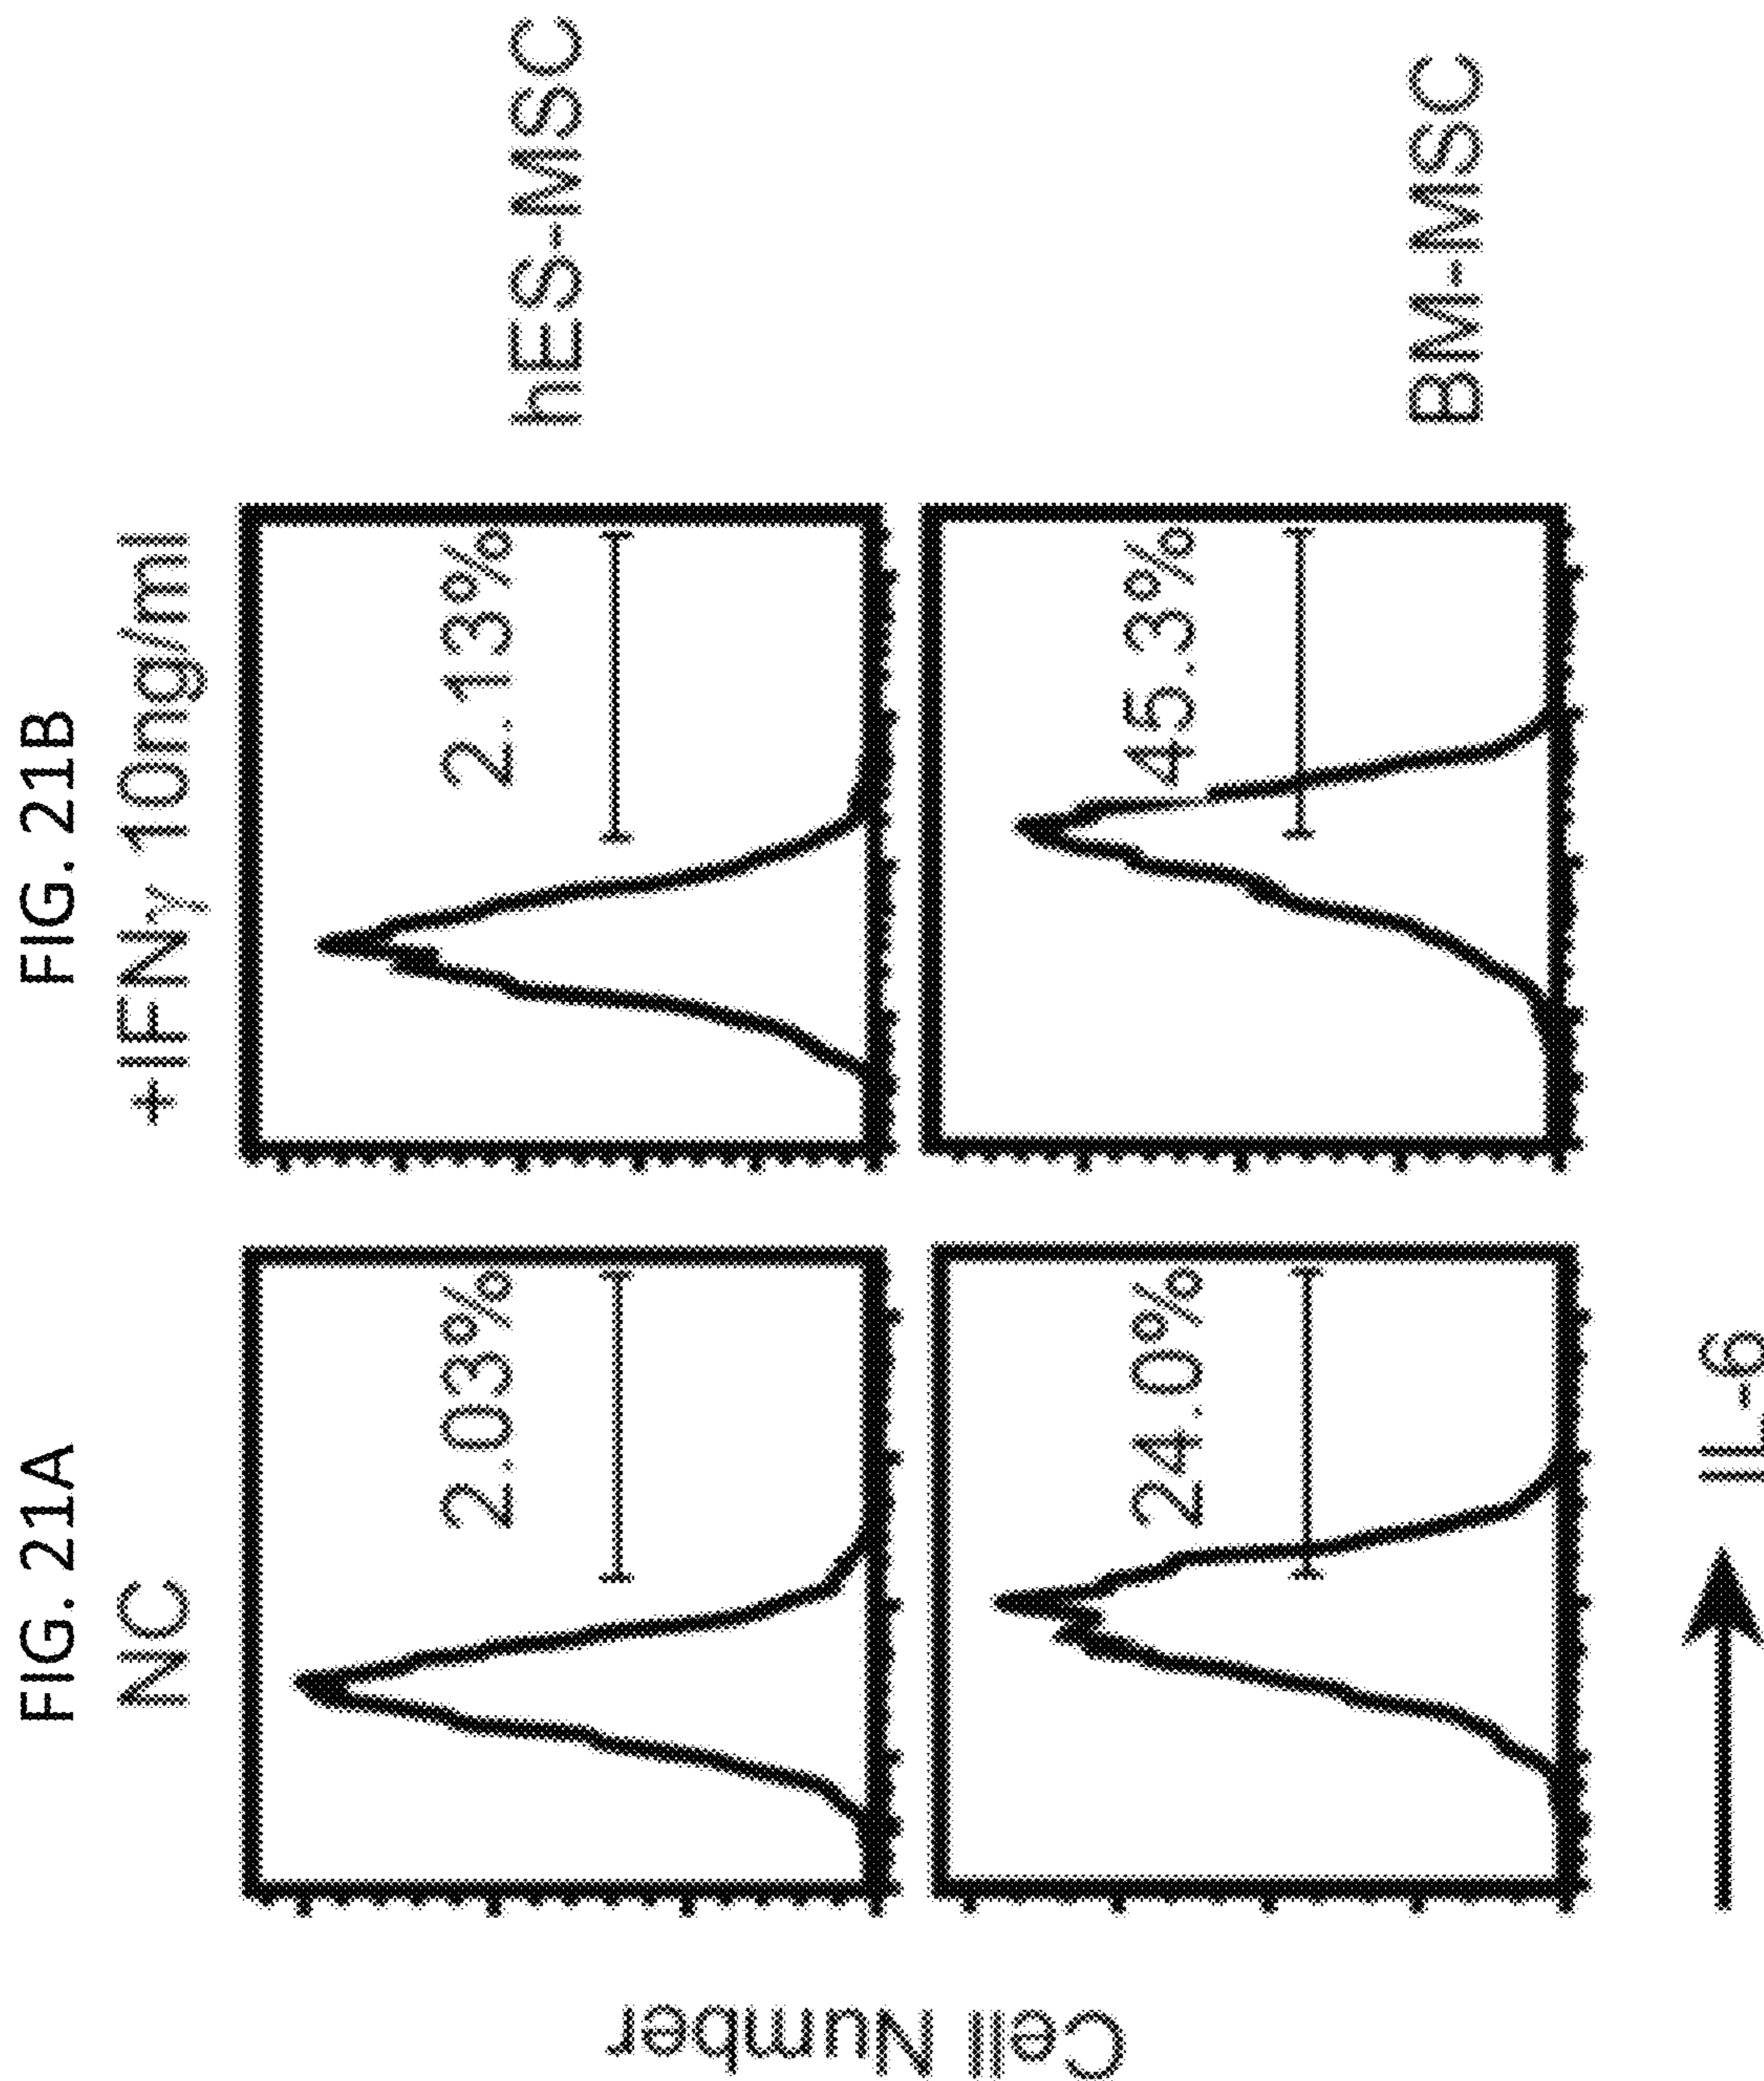 FIG. 21A
FIG. 21B
NC
+IFNγ 10ng/ml
2.03%
2.13%
hES-MSC
Cell Number
24.0%
45.3%
BM-MSC
IL-6